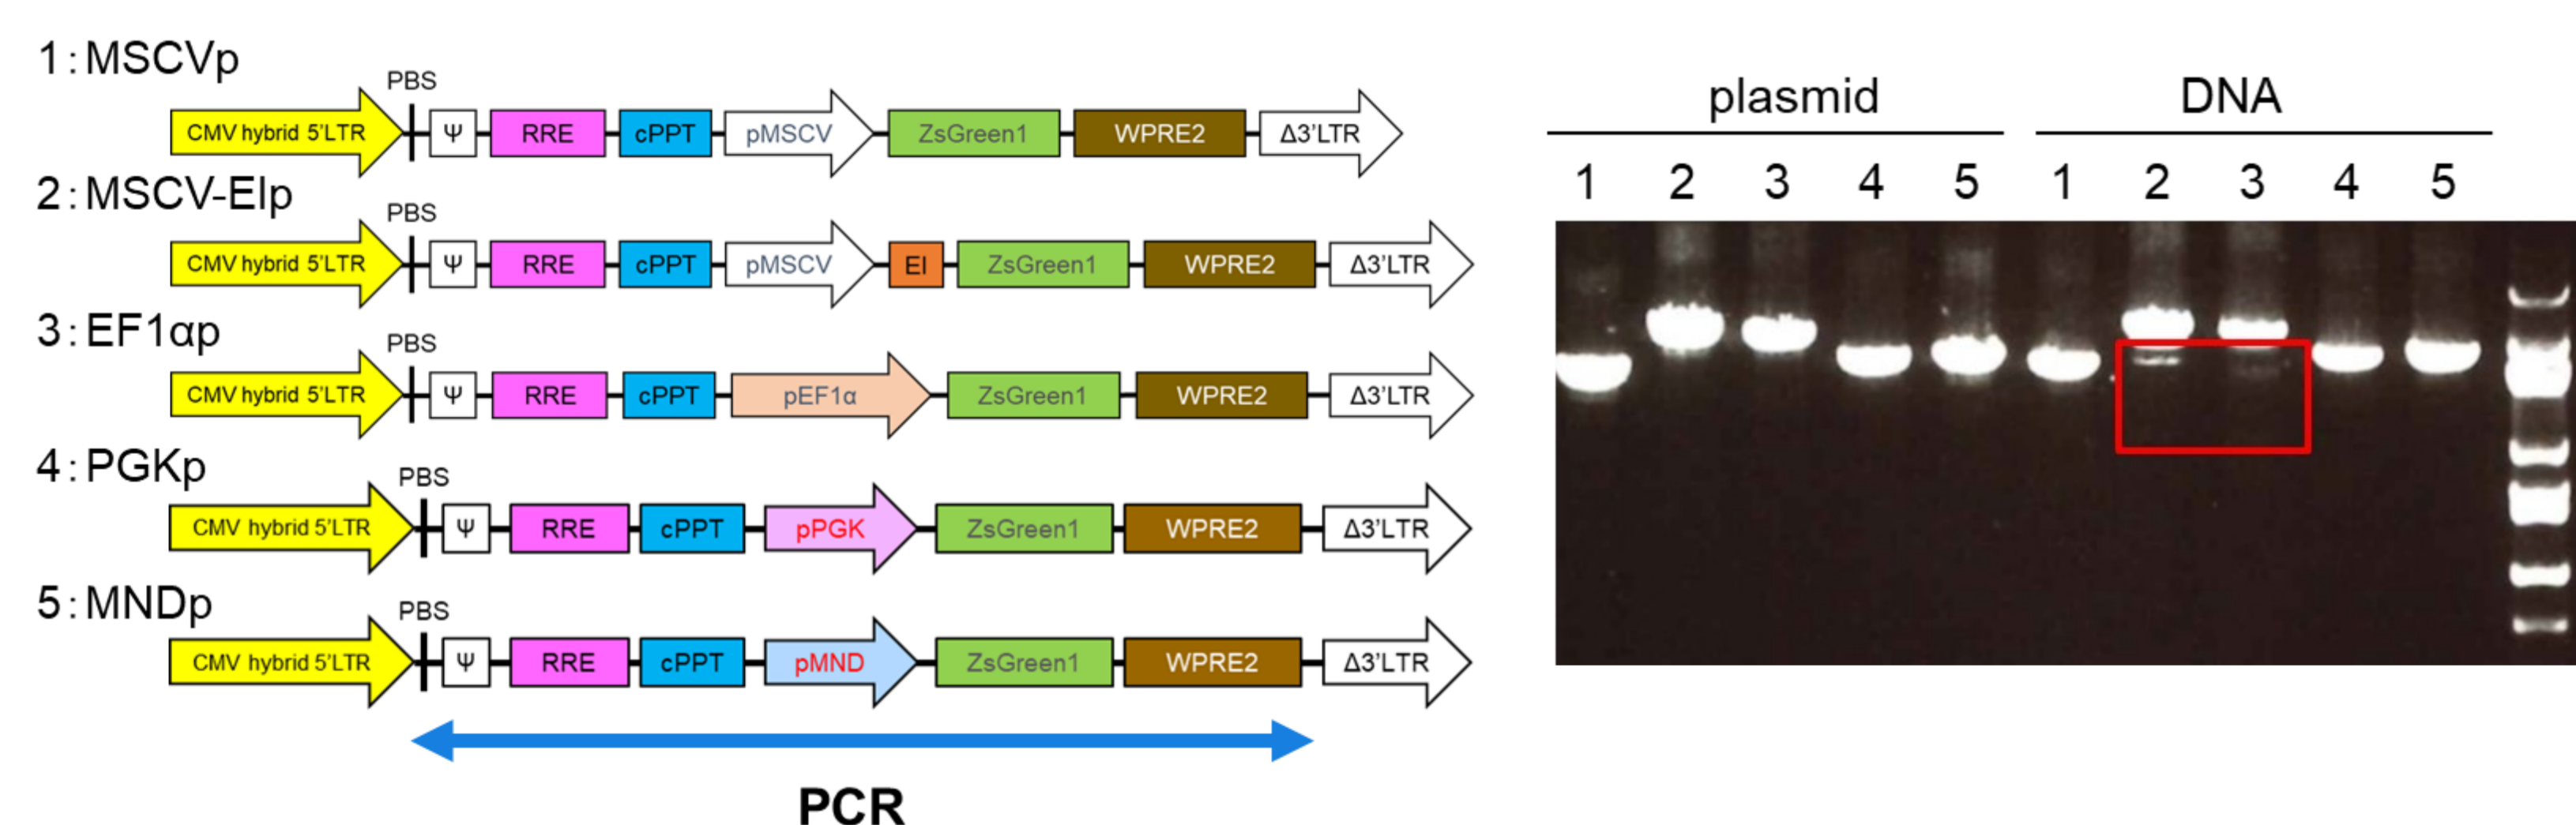 1:MSCVp
PBS
CMV hybrid 5'LTR Ψ RRE cPPT pMSCV ZsGreen1 WPRE2 Δ3'LTR
2:MSCV-EIp
PBS
CMV hybrid 5'LTR Ψ RRE cPPT pMSCV EI ZsGreen1 WPRE2 Δ3'LTR
3:EF1αp
PBS
CMV hybrid 5'LTR Ψ RRE cPPT pEF1α ZsGreen1 WPRE2 Δ3'LTR
4:PGKp
PBS
CMV hybrid 5'LTR Ψ RRE cPPT pPGK ZsGreen1 WPRE2 Δ3'LTR
5:MNDp
PBS
CMV hybrid 5'LTR Ψ RRE cPPT pMND ZsGreen1 WPRE2 Δ3'LTR
PCR
plasmid DNA
1 2 3 4 5 1 2 3 4 5